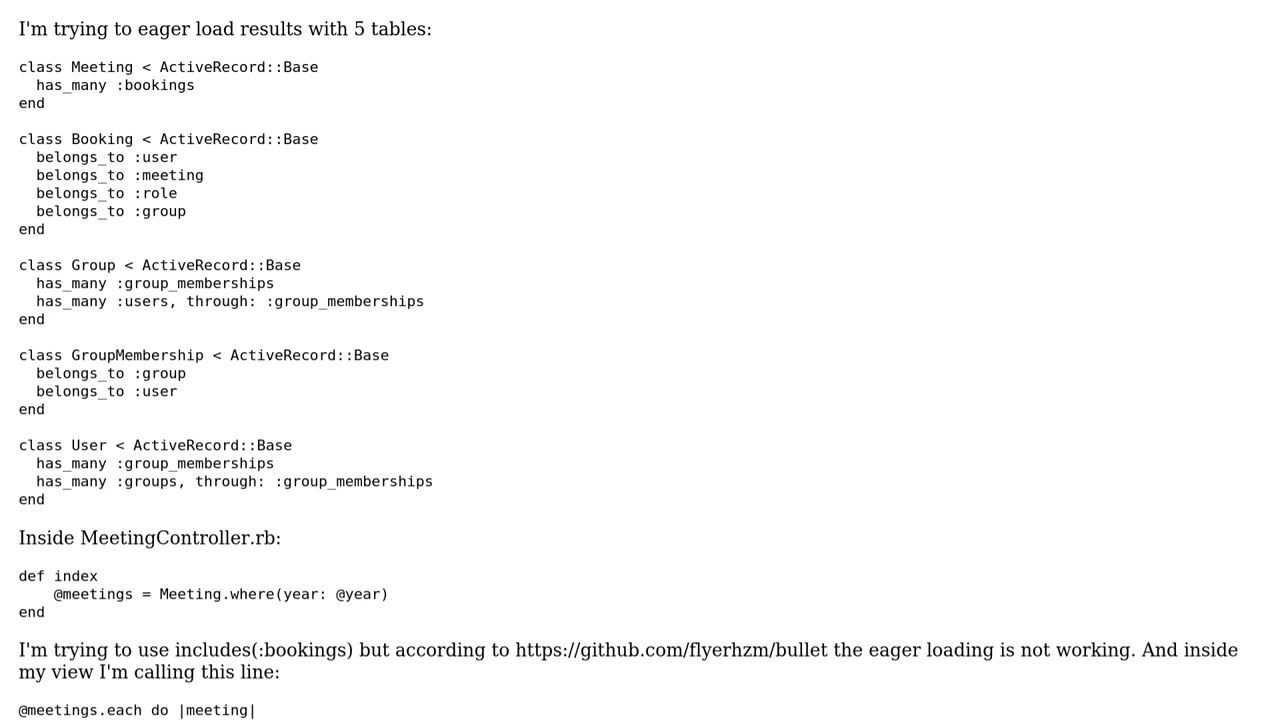 I'm trying to eager load results with 5 tables:
class Meeting < ActiveRecord::Base
  has_many :bookings
end
class Booking < ActiveRecord::Base
  belongs_to :user
  belongs_to :meeting
  belongs_to :role
  belongs_to :group
end
class Group < ActiveRecord::Base
  has_many :group_memberships
  has_many :users, through: :group_memberships
end
class GroupMembership < ActiveRecord::Base
  belongs_to :group
  belongs_to :user
end
class User < ActiveRecord::Base
  has_many :group_memberships
  has_many :groups, through: :group_memberships
end
Inside MeetingController.rb:
def index
    @meetings = Meeting.where(year: @year)
end
I'm trying to use includes(:bookings) but according to https://github.com/flyerhzm/bullet the eager loading is not working. And inside
my view I'm calling this line:
@meetings.each do |meeting|